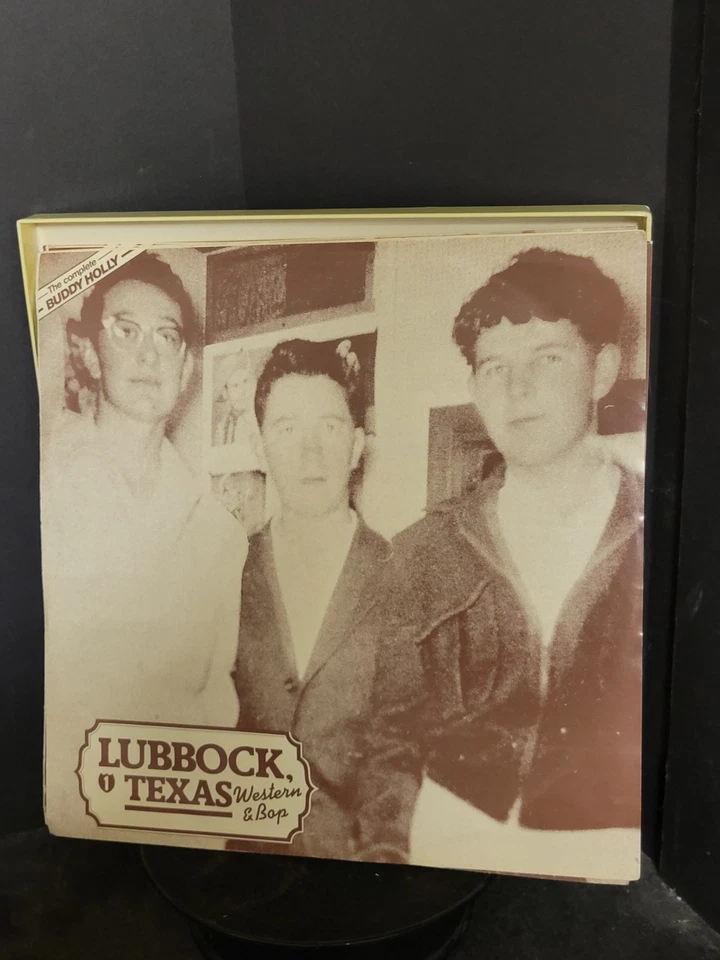 The complete
BUDDY HOLLY
LUBBOCK,
1 TEXAS Western
& Bop